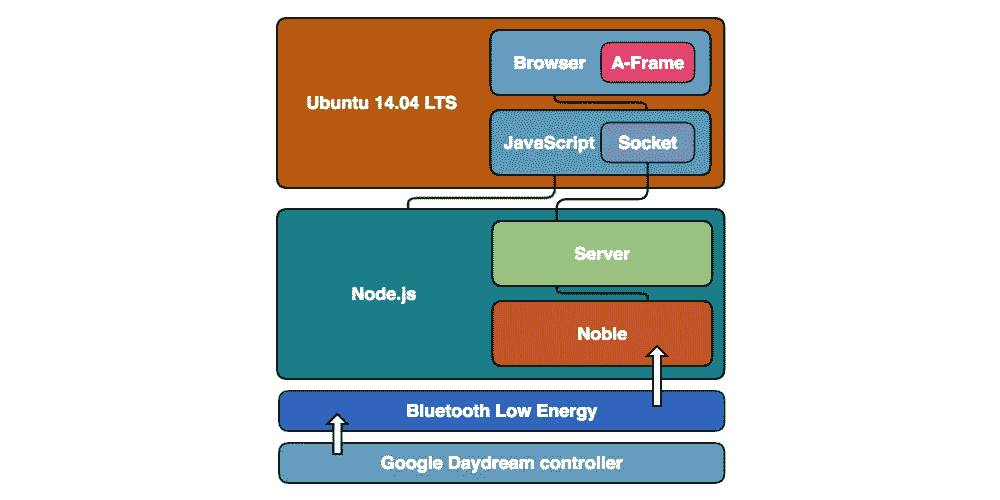 Browser
A-Frame
Ubuntu 14.04 LTS
JavaScript
Socket
Server
Node.js
Noble
Bluetooth Low Energy
Google Daydream controller